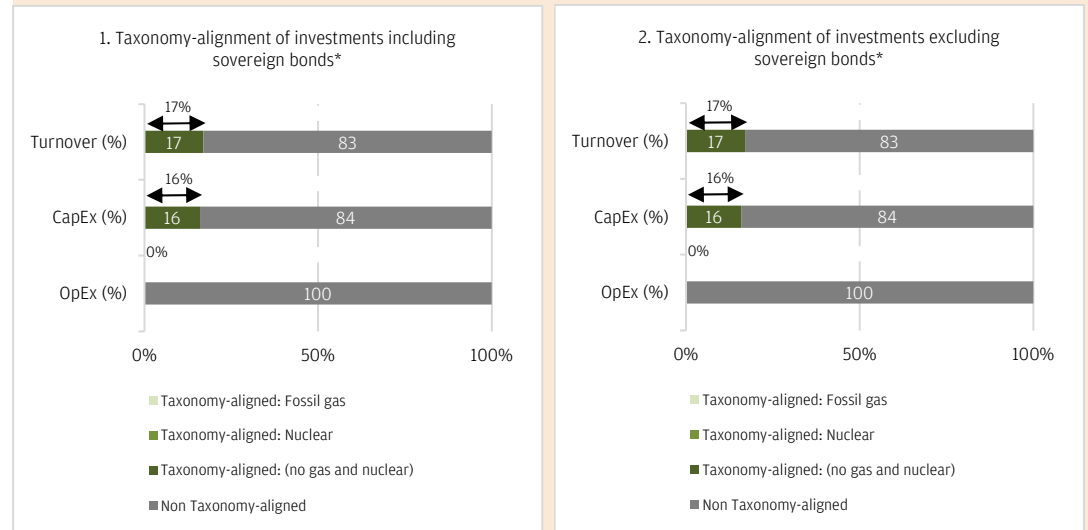 1. Taxonomy-alignment of investments including
sovereign bonds*
17%
Turnover (%)
17
83
16%
CapEx (%)
16
84
0%
OpEx (%)
100
0%
50%
100%
Taxonomy-aligned: Fossil gas
Taxonomy-aligned: Nuclear
Taxonomy-aligned: (no gas and nuclear)
Non Taxonomy-aligned
2. Taxonomy-alignment of investments excluding
sovereign bonds*
17%
Turnover (%)
17
83
16%
CapEx (%)
16
84
0%
OpEx (%)
100
0%
50%
100%
Taxonomy-aligned: Fossil gas
Taxonomy-aligned: Nuclear
Taxonomy-aligned: (no gas and nuclear)
Non Taxonomy-aligned